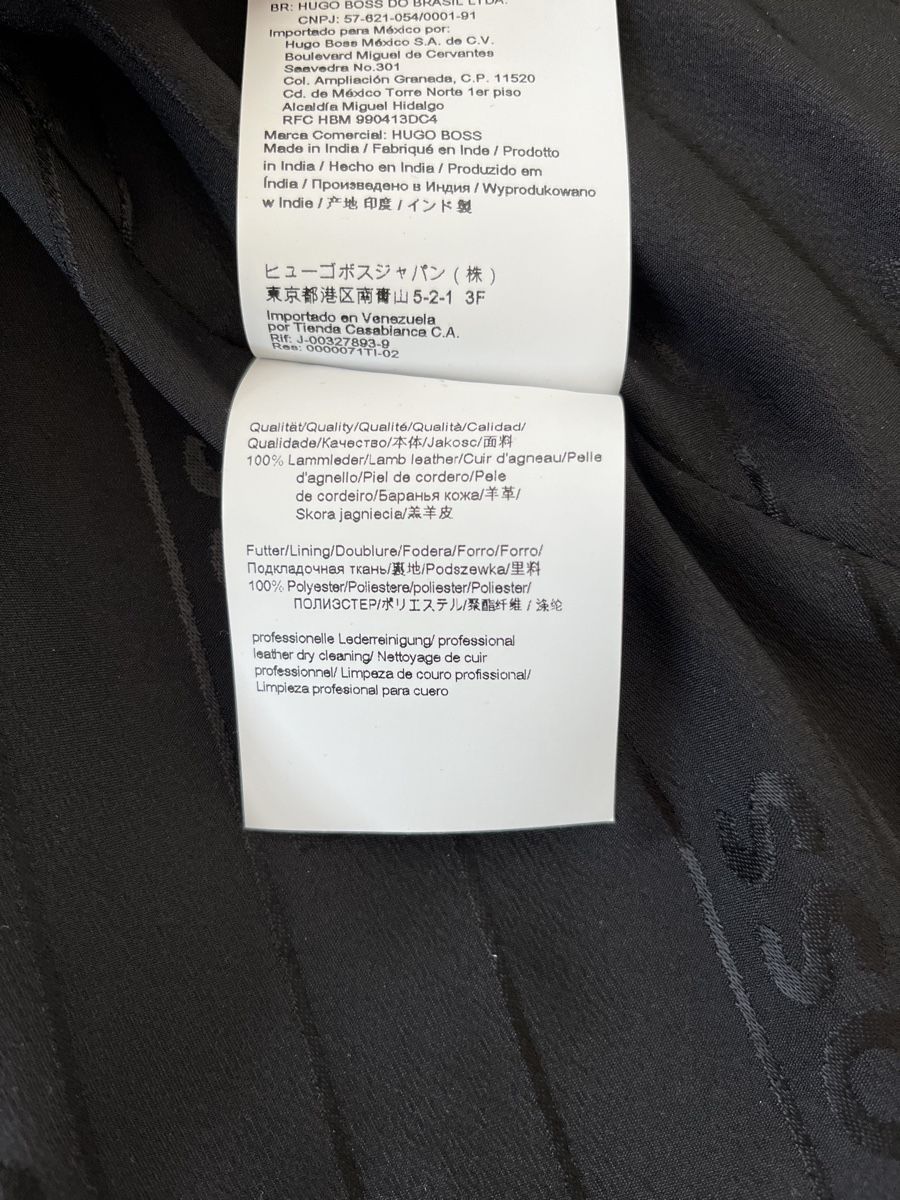 BR: HUGO BOSS DO BRASIL LTDA.
CNPJ: 57-621-054/0001-91
Importado para México por:
Hugo Boss México S.A. de C.V.
Boulevard Miguel de Cervantes
Saavedra No.301
Col. Ampliación Granada, C.P. 11520
Cd. de México Torre Norte 1er piso
Alcaldía Miguel Hidalgo
RFC HBM 990413DC4
Marca Comercial: HUGO BOSS
Made in India / Fabriqué en Inde / Prodotto
in India / Hecho en India / Produzido em
Índia / Произведено в Индия / Wyprodukowano
w Indie / 产地 印度 / インド 製
ヒューゴボスジャパン ( 株 )
東京都港区南青山 5-2-1 3F
Importado en Venezuela
por Tienda Casablanca C.A.
Rif: J-00327893-9
Res: 0000071TI-02
Qualität/Quality/Qualité/Qualità/Calidad/
Qualidade/Качество/本体/Jakosc/面料
100% Lammleder/Lamb leather/Cuir d'agneau/Pelle
d'agnello/Piel de cordero/Pele
de cordeiro/Баранья кожа/羊革/
Skora jagniecia/羔羊皮
Futter/Lining/Doublure/Fodera/Forro/Forro/
Подкладочная ткань/裏地/Podszewka/里料
100% Polyester/Poliestere/poliester/Poliester/
ПОЛИЭСТЕР/ポリエステル/聚酯纤维 / 涤纶
professionelle Lederreinigung/ professional
leather dry cleaning/ Nettoyage de cuir
professionnel/ Limpeza de couro profissional/
Limpieza profesional para cuero